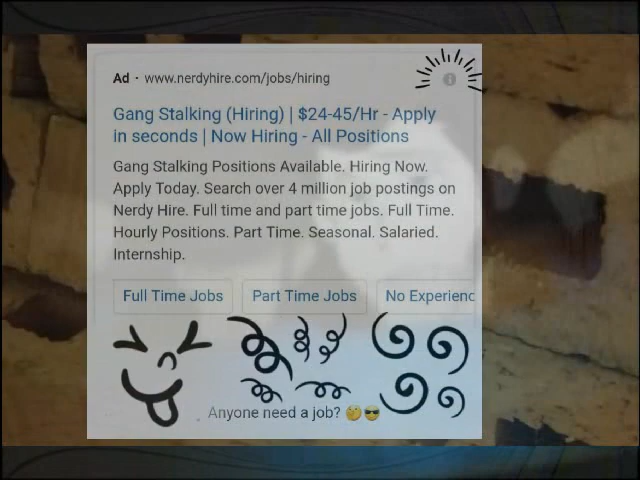 Ad · www.nerdyhire.com/jobs/hiring
Gang Stalking (Hiring) | $24-45/Hr - Apply
in seconds | Now Hiring - All Positions
Gang Stalking Positions Available. Hiring Now.
Apply Today. Search over 4 million job postings on
Nerdy Hire. Full time and part time jobs. Full Time.
Hourly Positions. Part Time. Seasonal. Salaried.
Internship.
Full Time Jobs Part Time Jobs No Experienc
Anyone need a job? 🤔😎